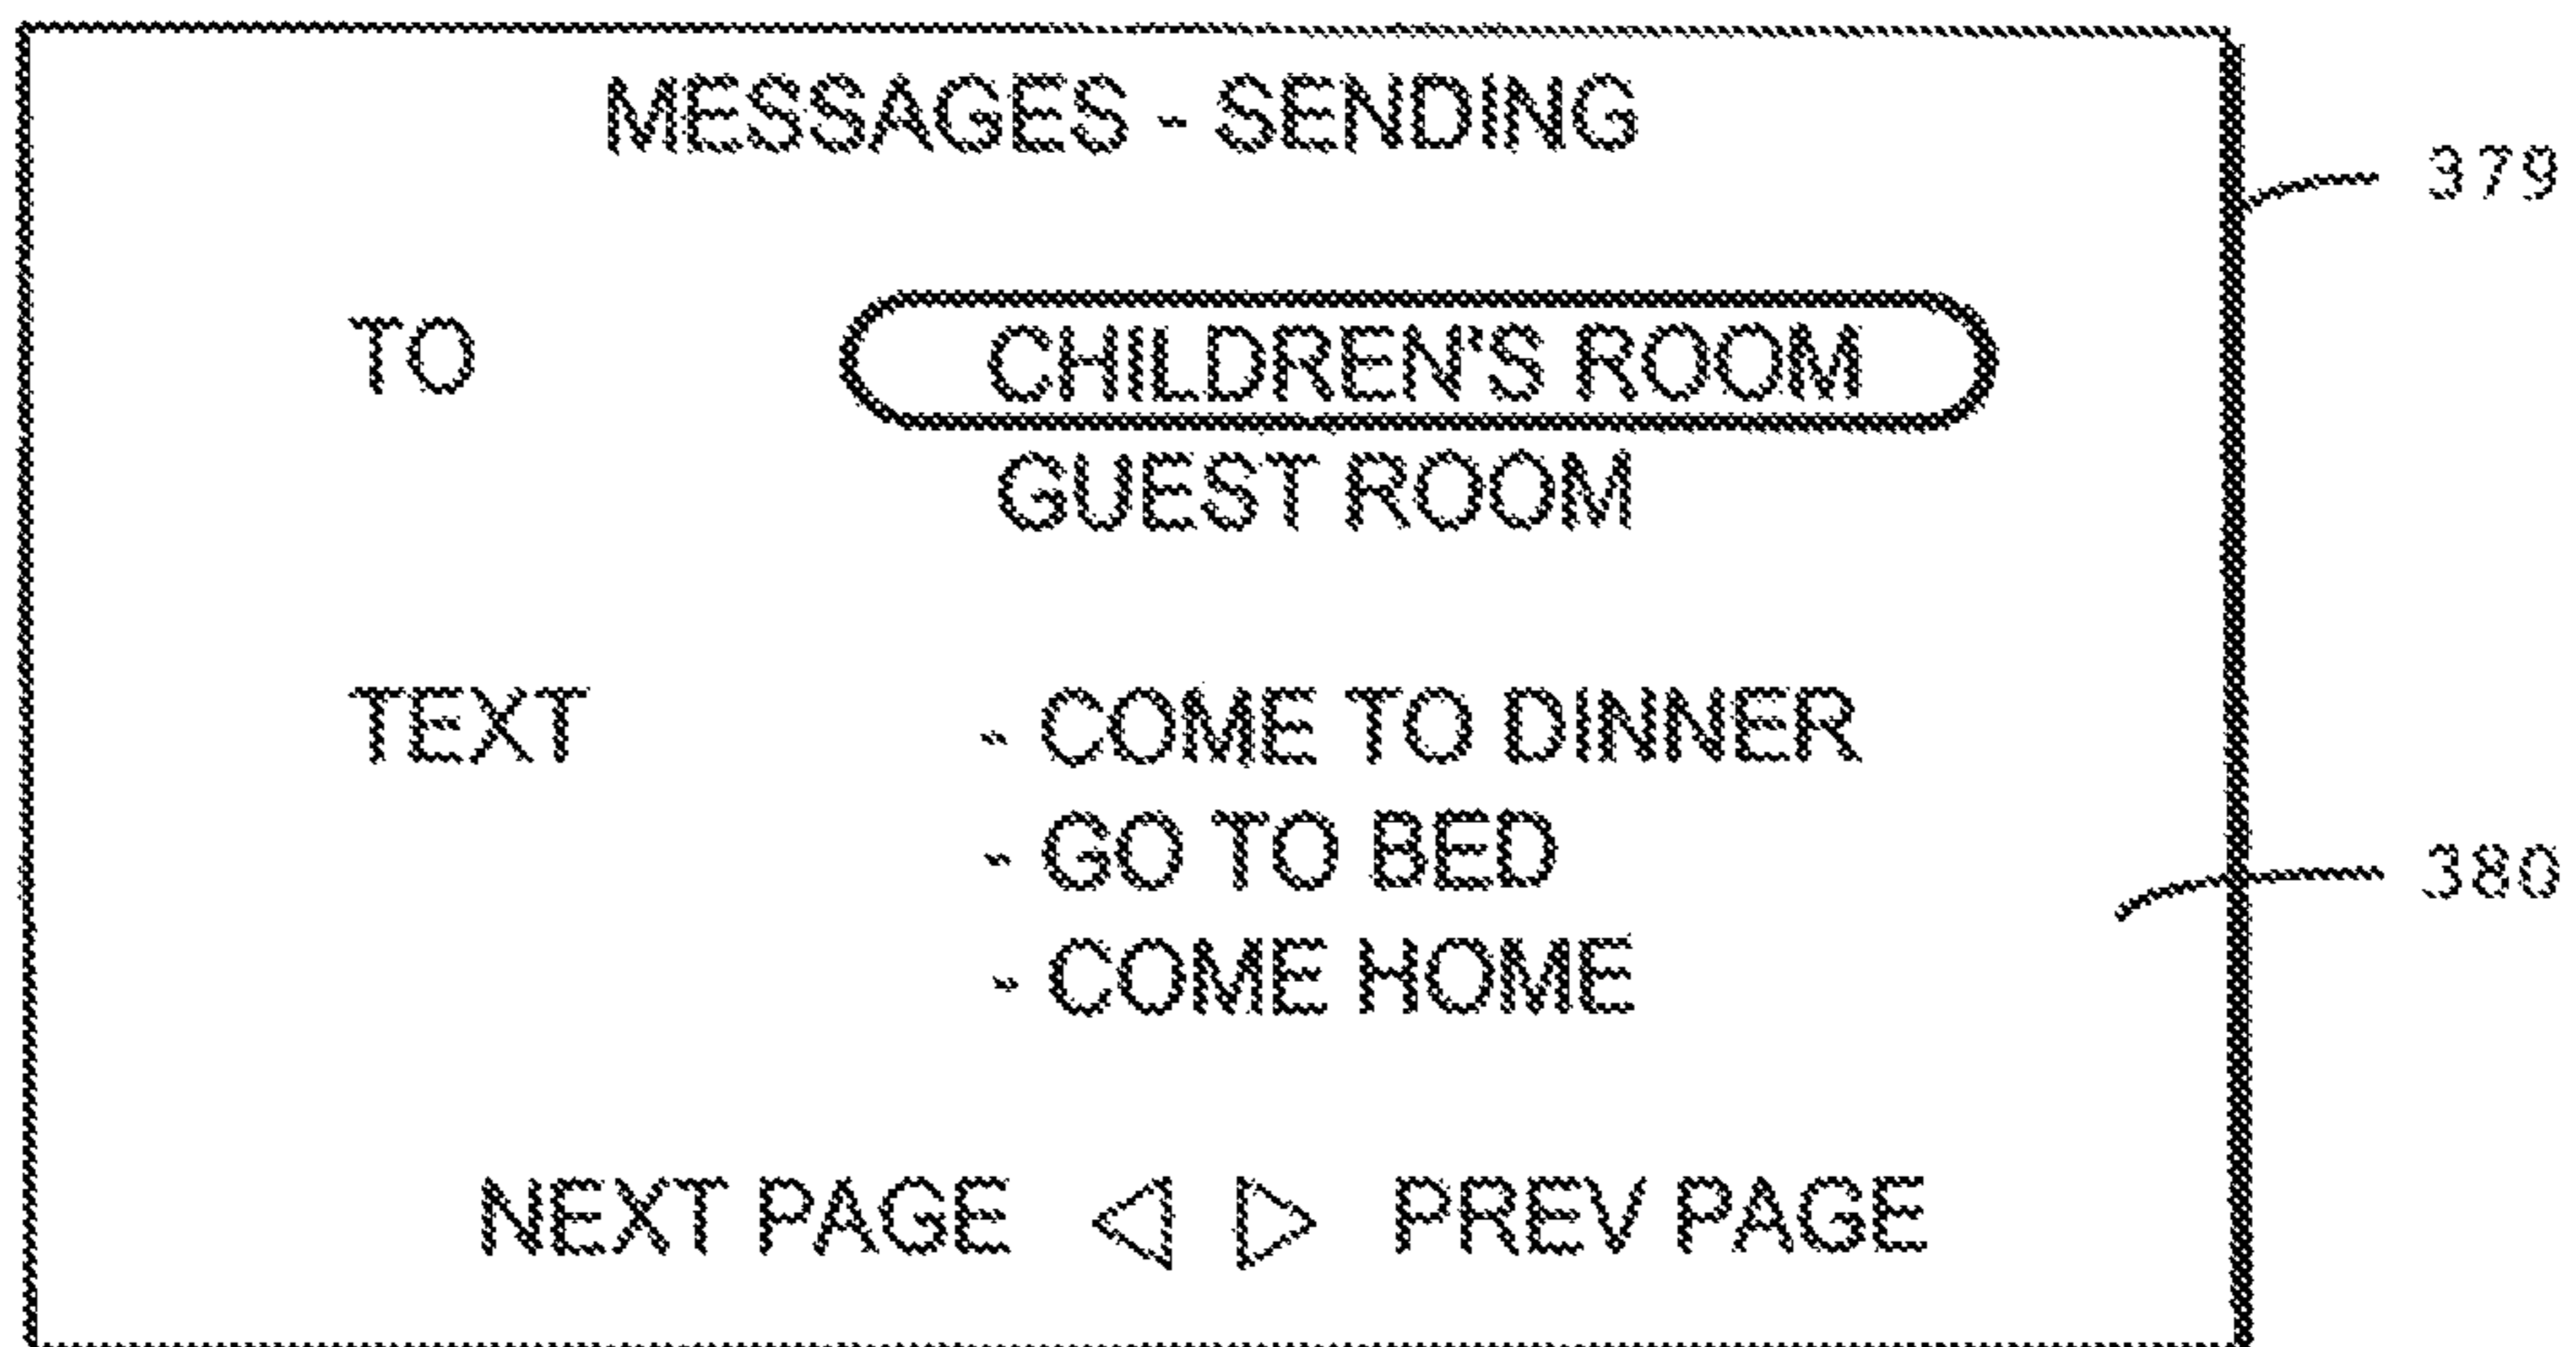 MESSAGES - SENDING
379
TO CHILDREN'S ROOM
GUEST ROOM
TEXT - COME TO DINNER
- GO TO BED
380
- COME HOME
NEXT PAGE ◁ ▷ PREV PAGE